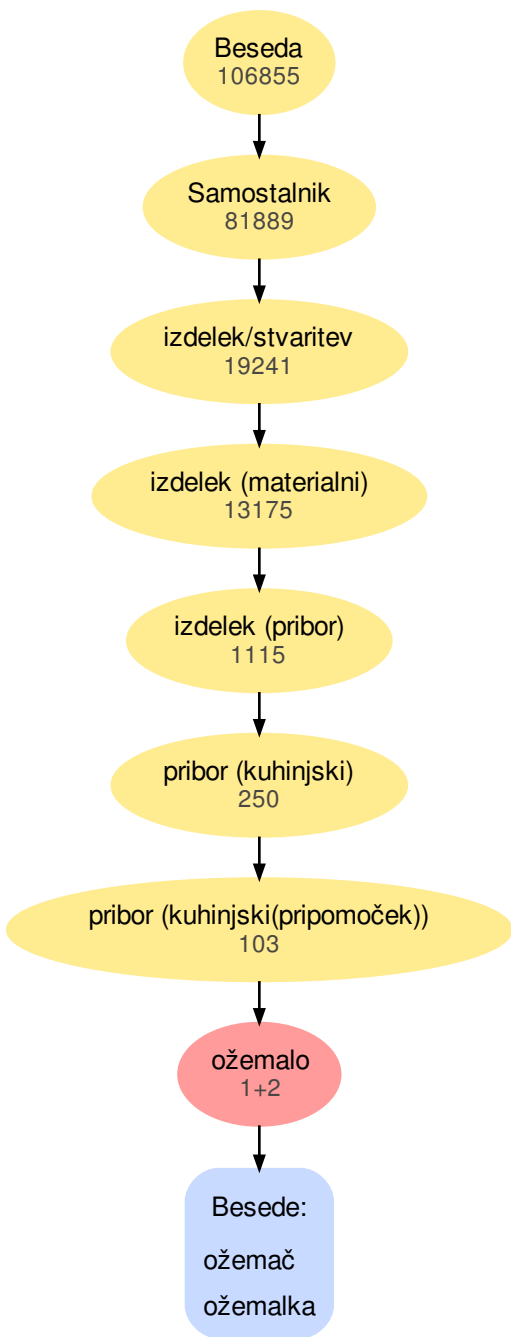 Beseda
106855
Samostalnik
81889
izdelek/stvaritev
19241
izdelek (materialni)
13175
izdelek (pribor)
1115
pribor (kuhinjski)
250
pribor (kuhinjski(pripomoček))
103
ožemalo
1+2
Besede:
ožemač
ožemalka